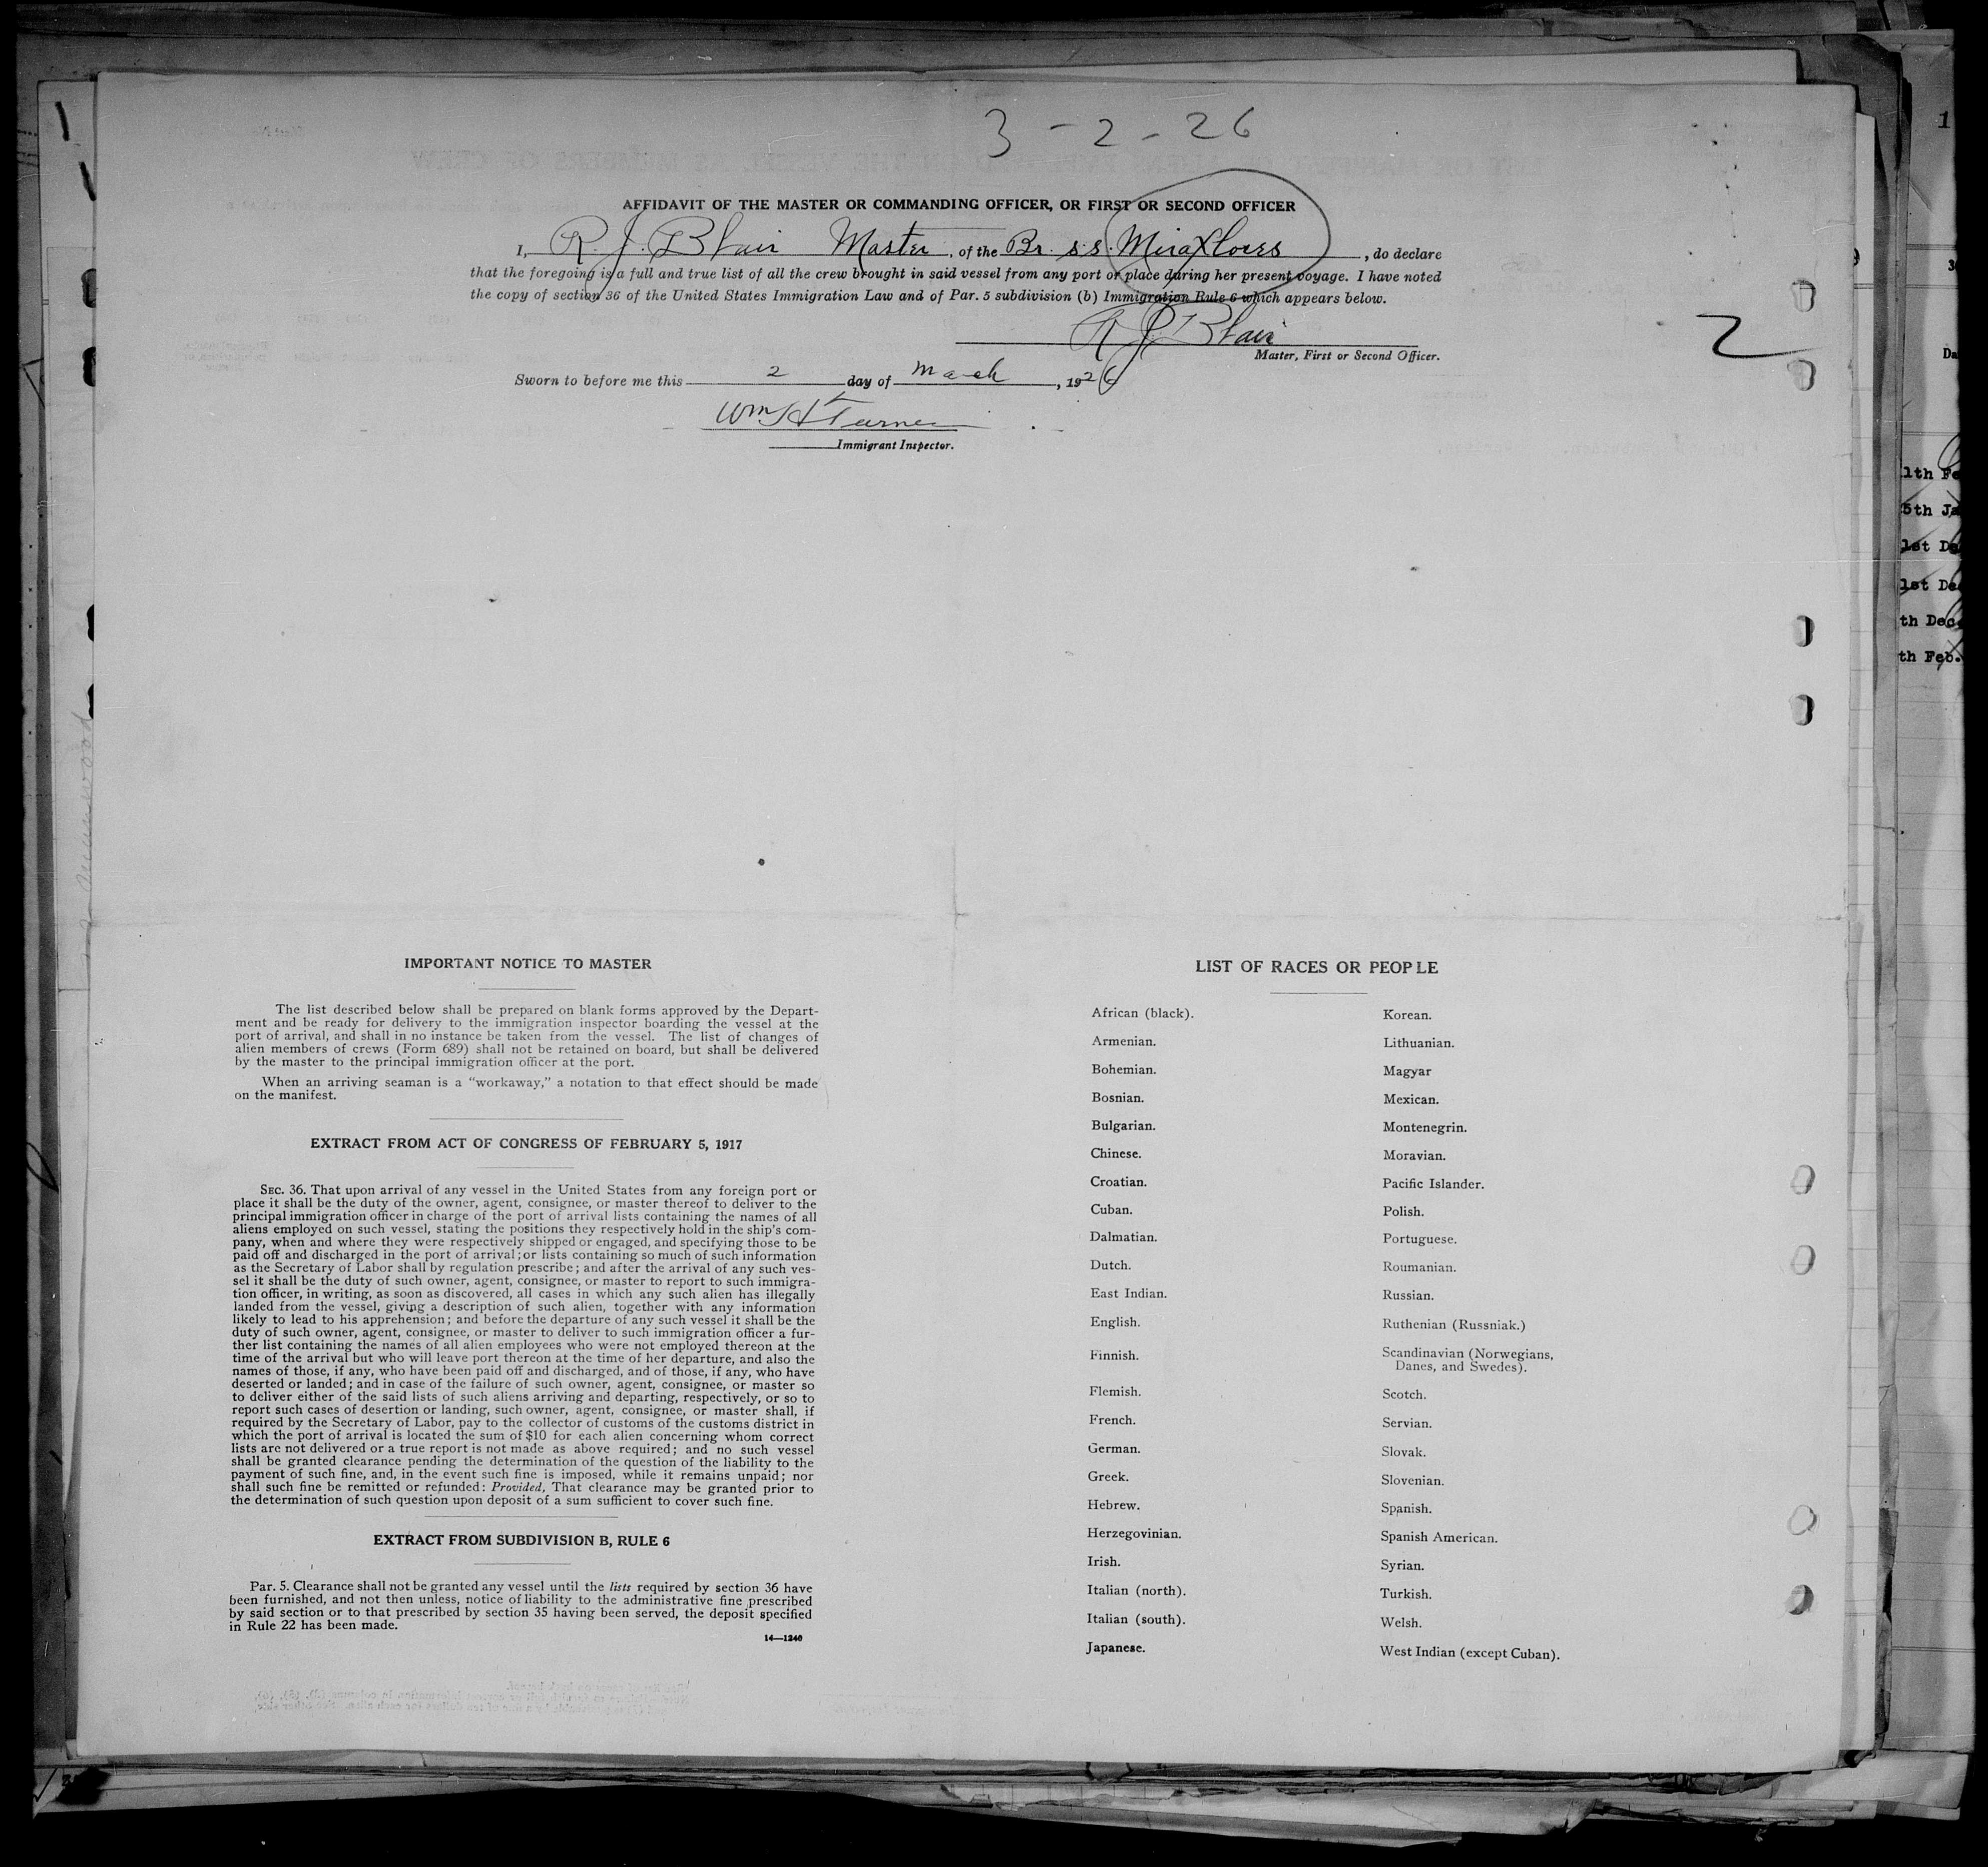 3 - 2 - 26
AFFIDAVIT OF THE MASTER OR COMMANDING OFFICER, OR FIRST OR SECOND OFFICER
I, R. J. Blair Master, of the Br. s.s. Miraflores, do declare
that the foregoing is a full and true list of all the crew brought in said vessel from any port or place during her present voyage. I have noted
the copy of section 36 of the United States Immigration Law and of Par. 5 subdivision (b) Immigration Rule 6 which appears below.
R J Blair
2
Master, First or Second Officer.
Sworn to before me this 2 day of March, 1926
Wm H Turner
Immigrant Inspector.
IMPORTANT NOTICE TO MASTER
The list described below shall be prepared on blank forms approved by the Depart-
ment and be ready for delivery to the immigration inspector boarding the vessel at the
port of arrival, and shall in no instance be taken from the vessel. The list of changes of
alien members of crews (Form 689) shall not be retained on board, but shall be delivered
by the master to the principal immigration officer at the port.
When an arriving seaman is a "workaway," a notation to that effect should be made
on the manifest.
EXTRACT FROM ACT OF CONGRESS OF FEBRUARY 5, 1917
SEC. 36. That upon arrival of any vessel in the United States from any foreign port or
place it shall be the duty of the owner, agent, consignee, or master thereof to deliver to the
principal immigration officer in charge of the port of arrival lists containing the names of all
aliens employed on such vessel, stating the positions they respectively hold in the ship's com-
pany, when and where they were respectively shipped or engaged, and specifying those to be
paid off and discharged in the port of arrival; or lists containing so much of such information
as the Secretary of Labor shall by regulation prescribe; and after the arrival of any such ves-
sel it shall be the duty of such owner, agent, consignee, or master to report to such immigra-
tion officer, in writing, as soon as discovered, all cases in which any such alien has illegally
landed from the vessel, giving a description of such alien, together with any information
likely to lead to his apprehension; and before the departure of any such vessel it shall be the
duty of such owner, agent, consignee, or master to deliver to such immigration officer a fur-
ther list containing the names of all alien employees who were not employed thereon at the
time of the arrival but who will leave port thereon at the time of her departure, and also the
names of those, if any, who have been paid off and discharged, and of those, if any, who have
deserted or landed; and in case of the failure of such owner, agent, consignee, or master so
to deliver either of the said lists of such aliens arriving and departing, respectively, or so to
report such cases of desertion or landing, such owner, agent, consignee, or master shall, if
required by the Secretary of Labor, pay to the collector of customs of the customs district in
which the port of arrival is located the sum of $10 for each alien concerning whom correct
lists are not delivered or a true report is not made as above required; and no such vessel
shall be granted clearance pending the determination of the question of the liability to the
payment of such fine, and, in the event such fine is imposed, while it remains unpaid; nor
shall such fine be remitted or refunded: Provided, That clearance may be granted prior to
the determination of such question upon deposit of a sum sufficient to cover such fine.
EXTRACT FROM SUBDIVISION B, RULE 6
Par. 5. Clearance shall not be granted any vessel until the lists required by section 36 have
been furnished, and not then unless, notice of liability to the administrative fine prescribed
by said section or to that prescribed by section 35 having been served, the deposit specified
in Rule 22 has been made.
14—1240
LIST OF RACES OR PEOPLE
African (black).
Armenian.
Bohemian.
Bosnian.
Bulgarian.
Chinese.
Croatian.
Cuban.
Dalmatian.
Dutch.
East Indian.
English.
Finnish.
Flemish.
French.
German.
Greek.
Hebrew.
Herzegovinian.
Irish.
Italian (north).
Italian (south).
Japanese.
Korean.
Lithuanian.
Magyar
Mexican.
Montenegrin.
Moravian.
Pacific Islander.
Polish.
Portuguese.
Roumanian.
Russian.
Ruthenian (Russniak.)
Scandinavian (Norwegians,
Danes, and Swedes).
Scotch.
Servian.
Slovak.
Slovenian.
Spanish.
Spanish American.
Syrian.
Turkish.
Welsh.
West Indian (except Cuban).
1th Fe
5th Ja
1st De
1st De
th Dec
th Feb.